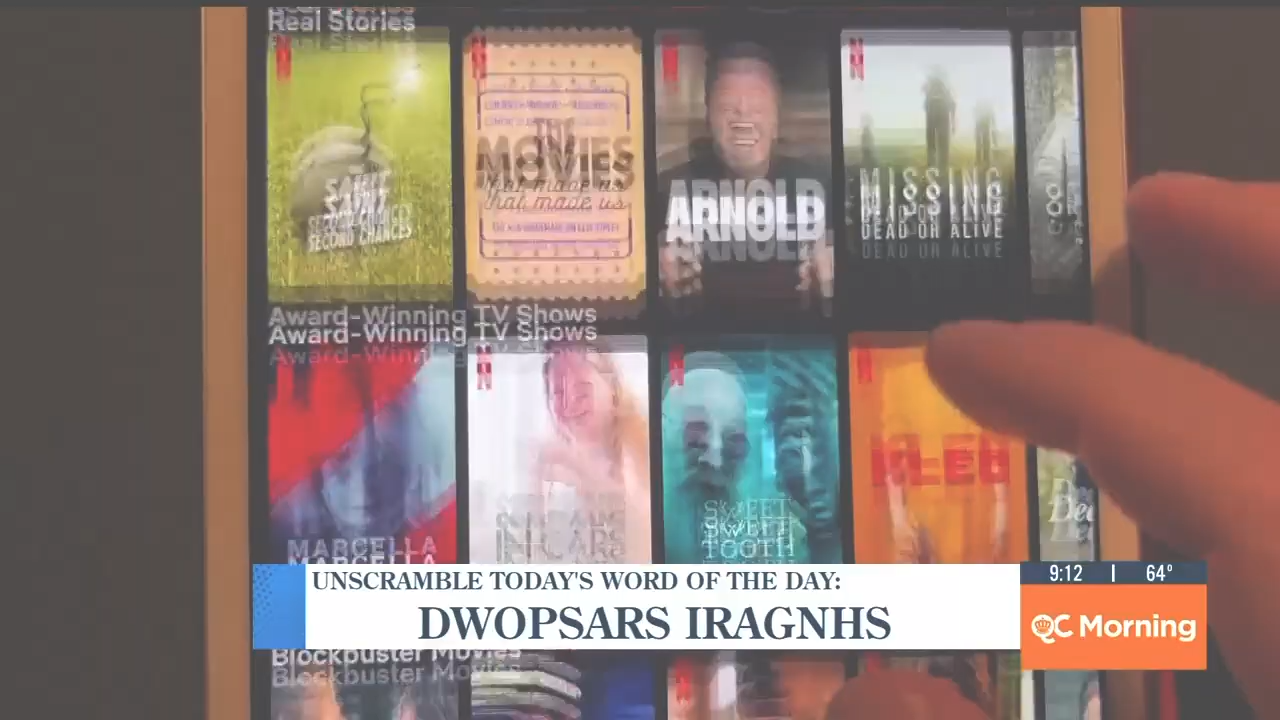 Real Stories
SAINT
SECOND CHANCES
THE
MOVIES
that made us
ARNOLD
MISSING
DEAD OR ALIVE
Award-Winning TV Shows
MARCELLA
SWEET
TOOTH
KLEO
UNSCRAMBLE TODAY'S WORD OF THE DAY:
DWOPSARS IRAGNHS
9:12 | 64°
QC Morning
Blockbuster Movies